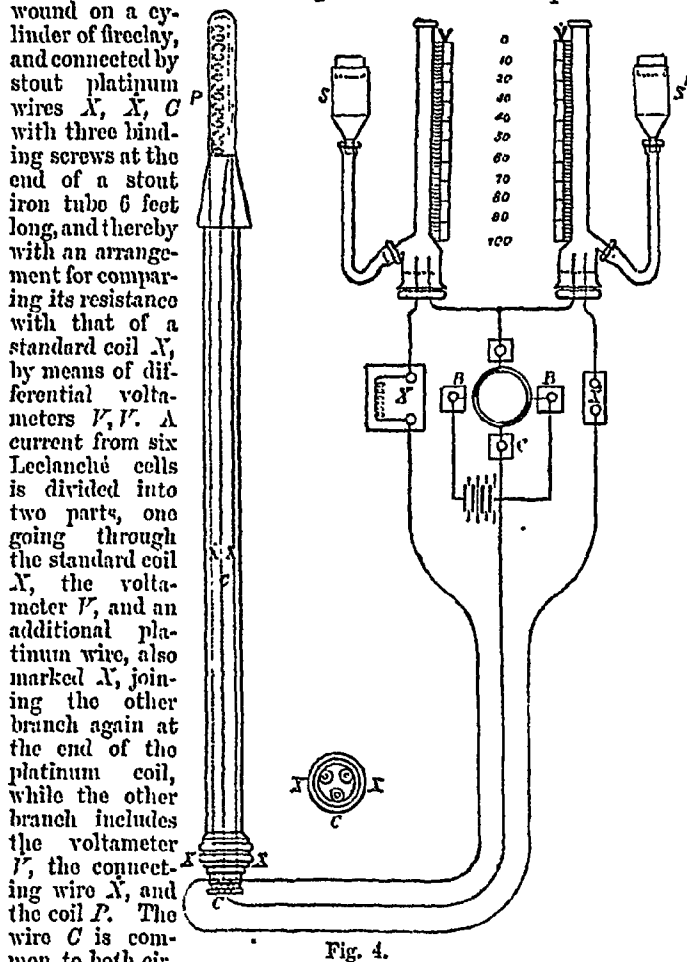 wound on a cy-
linder of fireclay,
and connected by
stout platinum
wires X, X, C
with three bind-
ing screws at the
end of a stout
iron tube 6 feet
long, and thereby
with an arrange-
ment for compar-
ing its resistance
with that of a
standard coil X,
by means of dif-
ferential volta-
meters V, V. A
current from six
Leclanché cells
is divided into
two parts, one
going through
the standard coil
X, the volta-
meter V, and an
additional pla-
tinum wire, also
marked X, join-
ing the other
branch again at
the end of the
platinum coil,
while the other
branch includes
the voltameter
V, the connect-
ing wire X, and
the coil P. The
wire C is com-
mon to both cir-
P
X X
C
X X
C
X X
C
S
S
0
10
20
30
40
50
60
70
80
90
100
X
B B
X
C
Fig. 4.